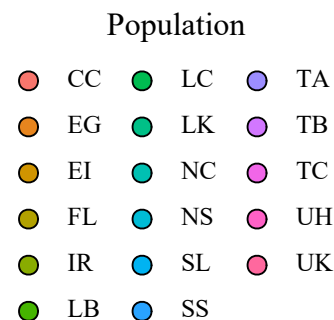 Population
CC LC TA
EG LK TB
EI NC TC
FL NS UH
IR SL UK
LB SS